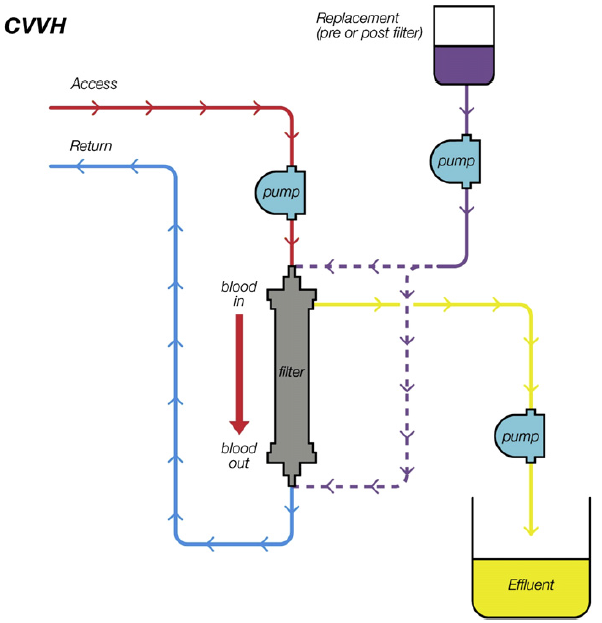 CVVH
Replacement
(pre or post filter)
Access
Return
pump
pump
blood
in
filter
blood
out
pump
Effluent